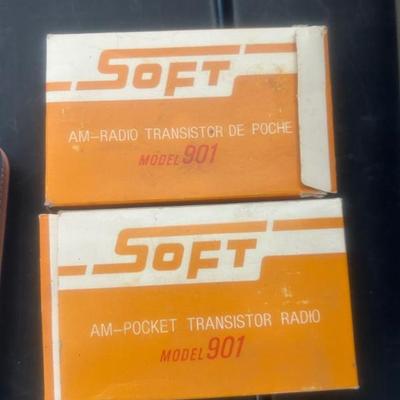 SOFT
AM-RADIO TRANSISTOR DE POCHE
MODEL 901
SOFT
AM-POCKET TRANSISTOR RADIO
MODEL 901